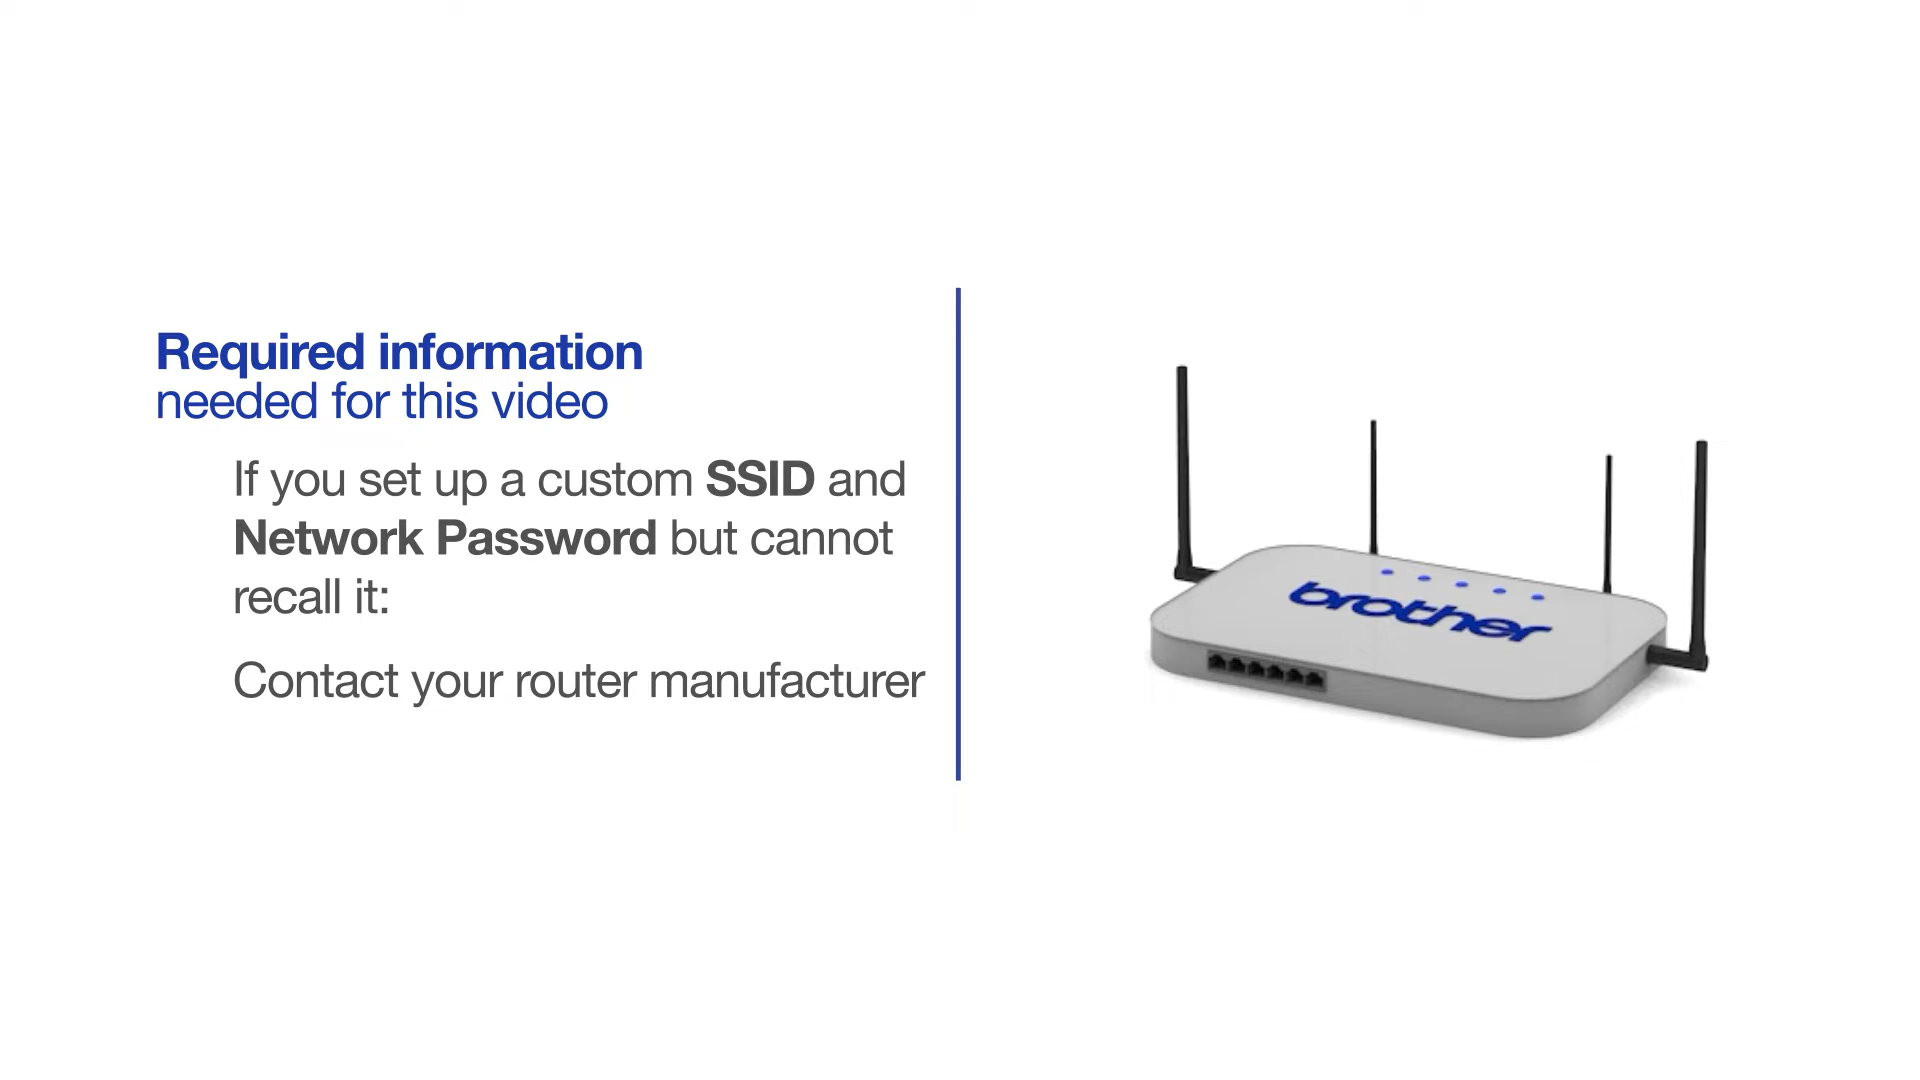 Required information
needed for this video
If you set up a custom SSID and
Network Password but cannot
recall it:
Contact your router manufacturer
brother